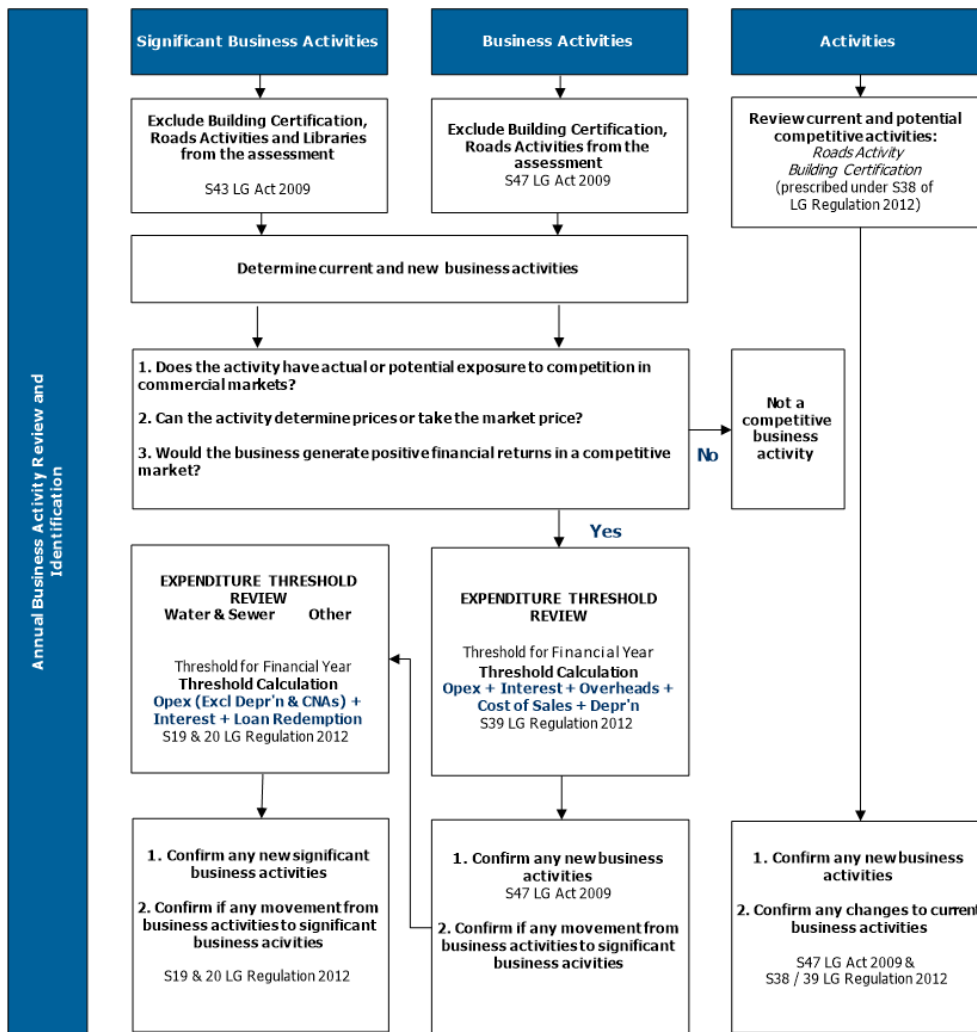 Annual Business Activity Review and
Identification
Significant Business Activities
Business Activities
Activities
Exclude Building Certification,
Roads Activities and Libraries
from the assessment
S43 LG Act 2009
Exclude Building Certification,
Roads Activities from the
assessment
S47 LG Act 2009
Review current and potential
competitive activities:
Roads Activity
Building Certification
(prescribed under S38 of
LG Regulation 2012)
Determine current and new business activities
1. Does the activity have actual or potential exposure to competition in
commercial markets?
2. Can the activity determine prices or take the market price?
3. Would the business generate positive financial returns in a competitive
market?
No
Not a
competitive
business
activity
Yes
EXPENDITURE THRESHOLD
REVIEW
Water & Sewer Other
Threshold for Financial Year
Threshold Calculation
Opex (Excl Depr'n & CNAs) +
Interest + Loan Redemption
S19 & 20 LG Regulation 2012
EXPENDITURE THRESHOLD
REVIEW
Threshold for Financial Year
Threshold Calculation
Opex + Interest + Overheads +
Cost of Sales + Depr'n
S39 LG Regulation 2012
1. Confirm any new significant
business activities
2. Confirm if any movement from
business activities to significant
business acivities
S19 & 20 LG Regulation 2012
1. Confirm any new business
activities
S47 LG Act 2009
2. Confirm if any movement from
business activities to significant
business acivities
1. Confirm any new business
activities
2. Confirm any changes to current
business activities
S47 LG Act 2009 &
S38 / 39 LG Regulation 2012